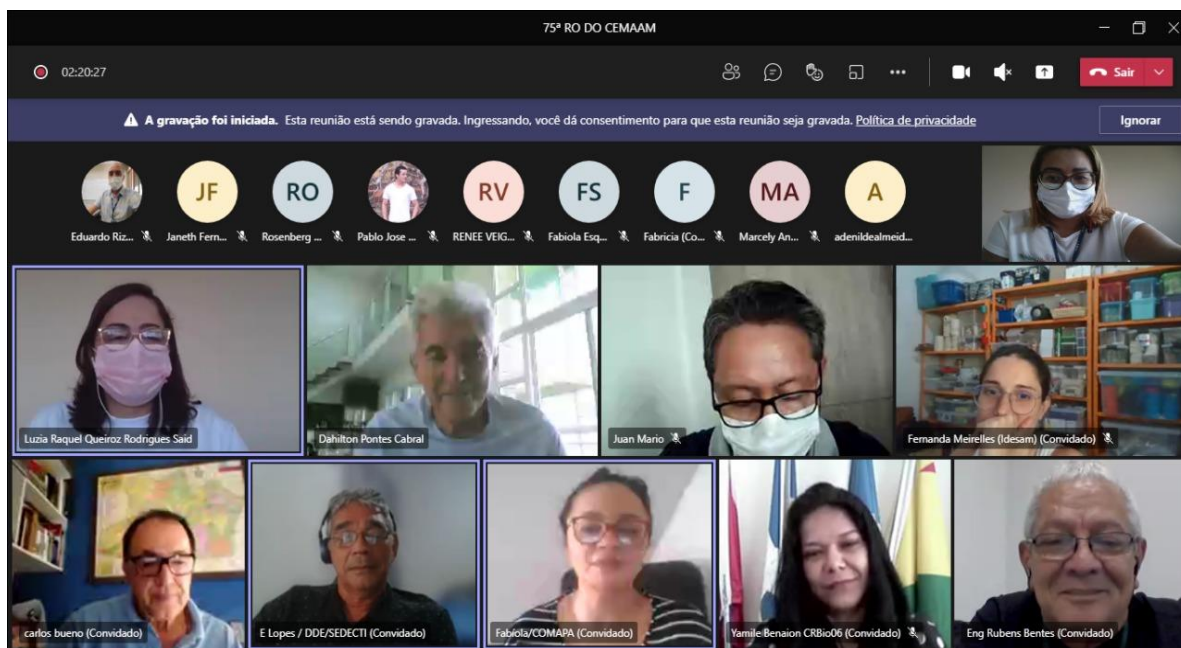 75ª RO DO CEMAAM
02:20:27
Sair
A gravação foi iniciada. Esta reunião está sendo gravada. Ingressando, você dá consentimento para que esta reunião seja gravada. Política de privacidade
Ignorar
JF RO RV FS F MA A
Eduardo Riz... Janeth Fern... Rosenberg ... Pablo Jose ... RENEE VEIG... Fabiola Esq... Fabricia (Co... Marcely An... adenildealmeid...
Luzia Raquel Queiroz Rodrigues Said
Dahilton Pontes Cabral
Juan Mario
Fernanda Meirelles (Idesam) (Convidado)
carlos bueno (Convidado)
E Lopes / DDE/SEDECTI (Convidado)
Fabíola/COMAPA (Convidado)
Yamile Benaion CRBio06 (Convidado)
Eng Rubens Bentes (Convidado)